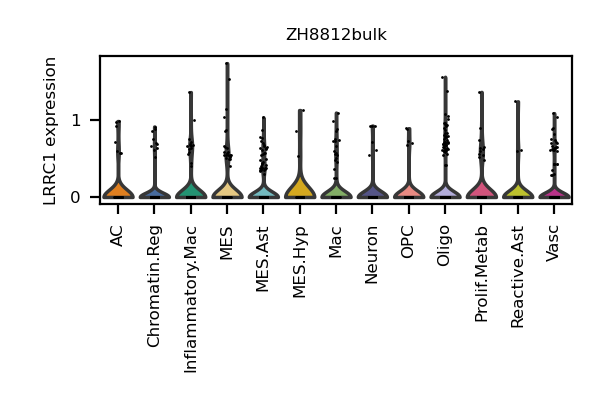 ZH8812bulk
LRRC1 expression
1
0
AC
Chromatin.Reg
Inflammatory.Mac
MES
MES.Ast
MES.Hyp
Mac
Neuron
OPC
Oligo
Prolif.Metab
Reactive.Ast
Vasc